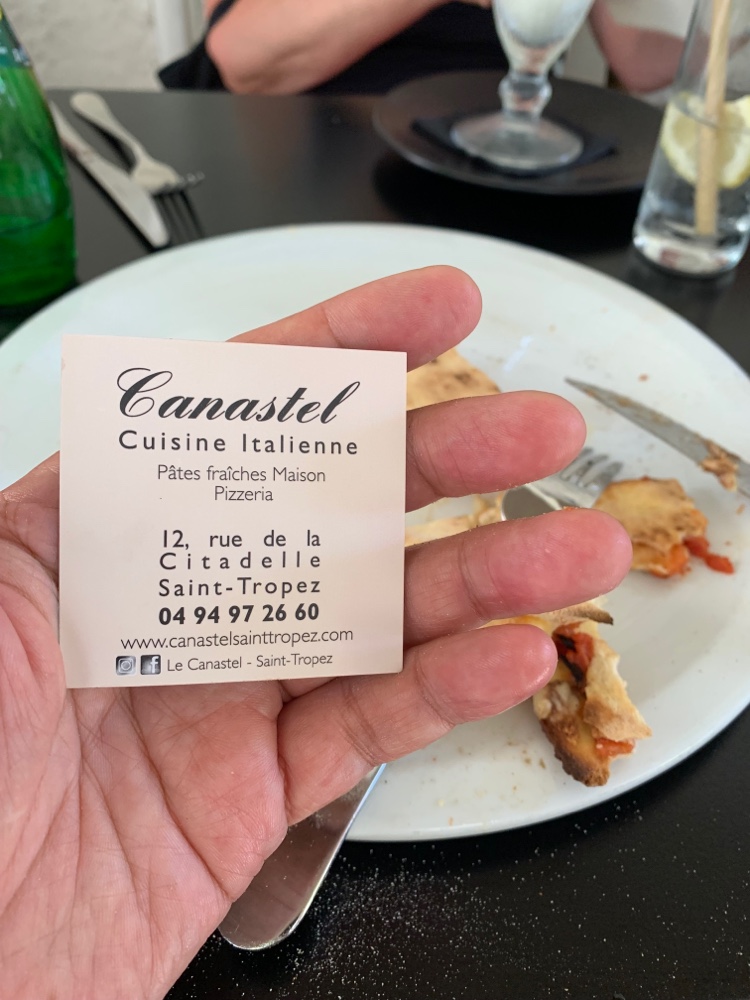 Canastel
Cuisine Italienne
Pâtes fraîches Maison
Pizzeria
12, rue de la
Citadelle
Saint-Tropez
04 94 97 26 60
www.canastelsainttropez.com
Le Canastel - Saint-Tropez